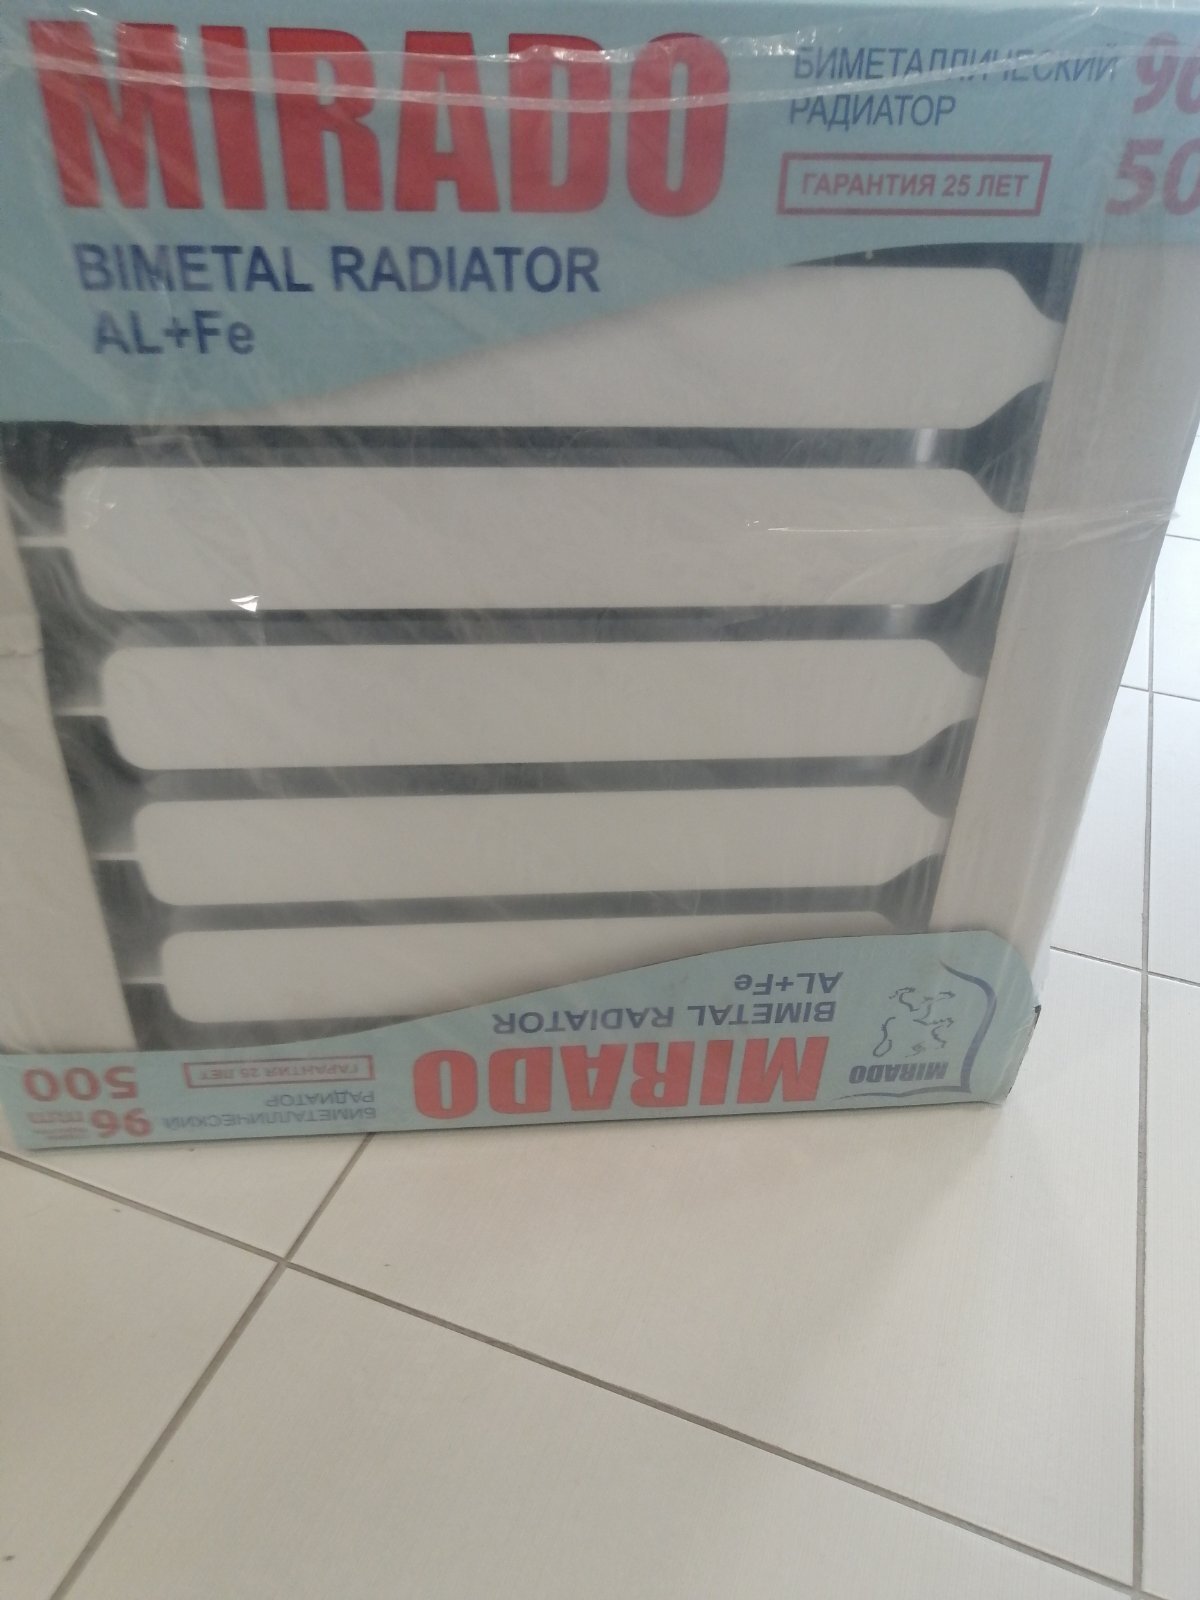 MIRADO
БИМЕТАЛЛИЧЕСКИЙ
РАДИАТОР
ГАРАНТИЯ 25 ЛЕТ
BIMETAL RADIATOR
AL+Fe
MIRADO
BIMETAL RADIATOR
AL+Fe
MIRADO
БИМЕТАЛЛИЧЕСКИЙ
РАДИАТОР
ГАРАНТИЯ 25 ЛЕТ
96
500